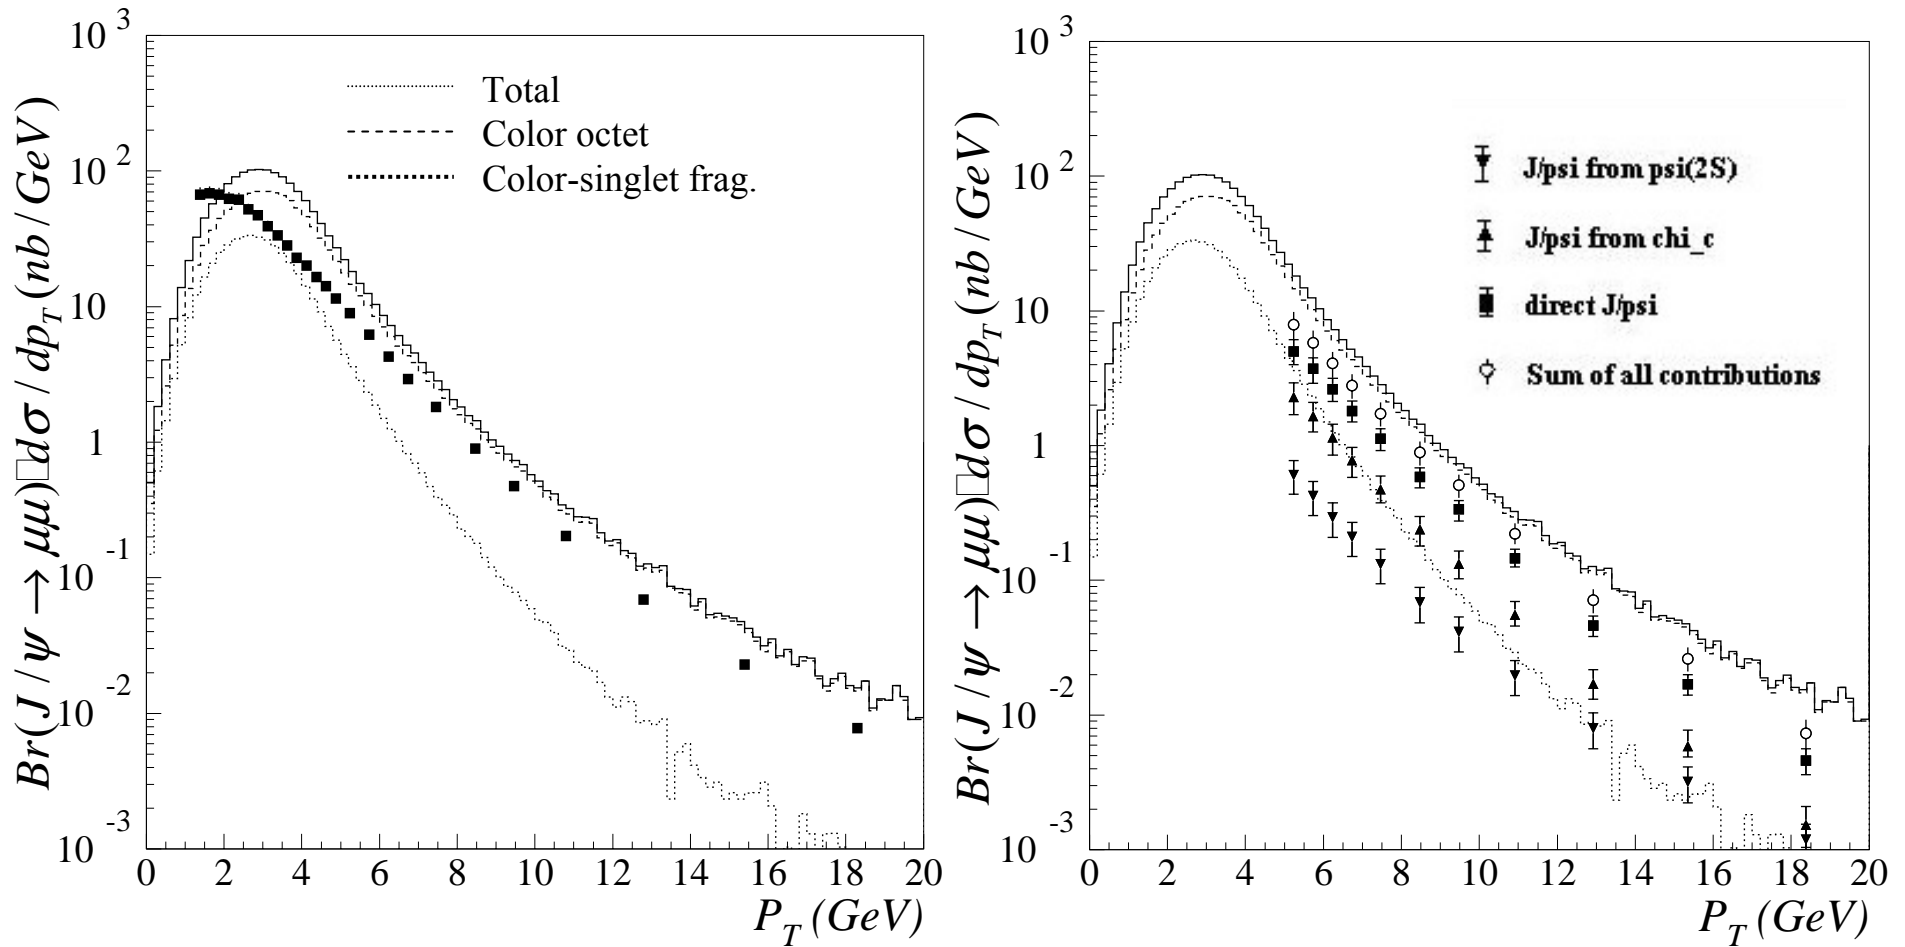 10 3
10 2
10
1
10 -1
10 -2
10 -3
0 2 4 6 8 10 12 14 16 18 20
P_T (GeV)
Br(J/ψ→μμ)□dσ/dp_T(nb/GeV)
Total
Color octet
Color-singlet frag.
10 3
10 2
10
1
10 -1
10 -2
10 -3
0 2 4 6 8 10 12 14 16 18 20
P_T (GeV)
Br(J/ψ→μμ)□dσ/dp_T(nb/GeV)
J/psi from psi(2S)
J/psi from chi_c
direct J/psi
Sum of all contributions